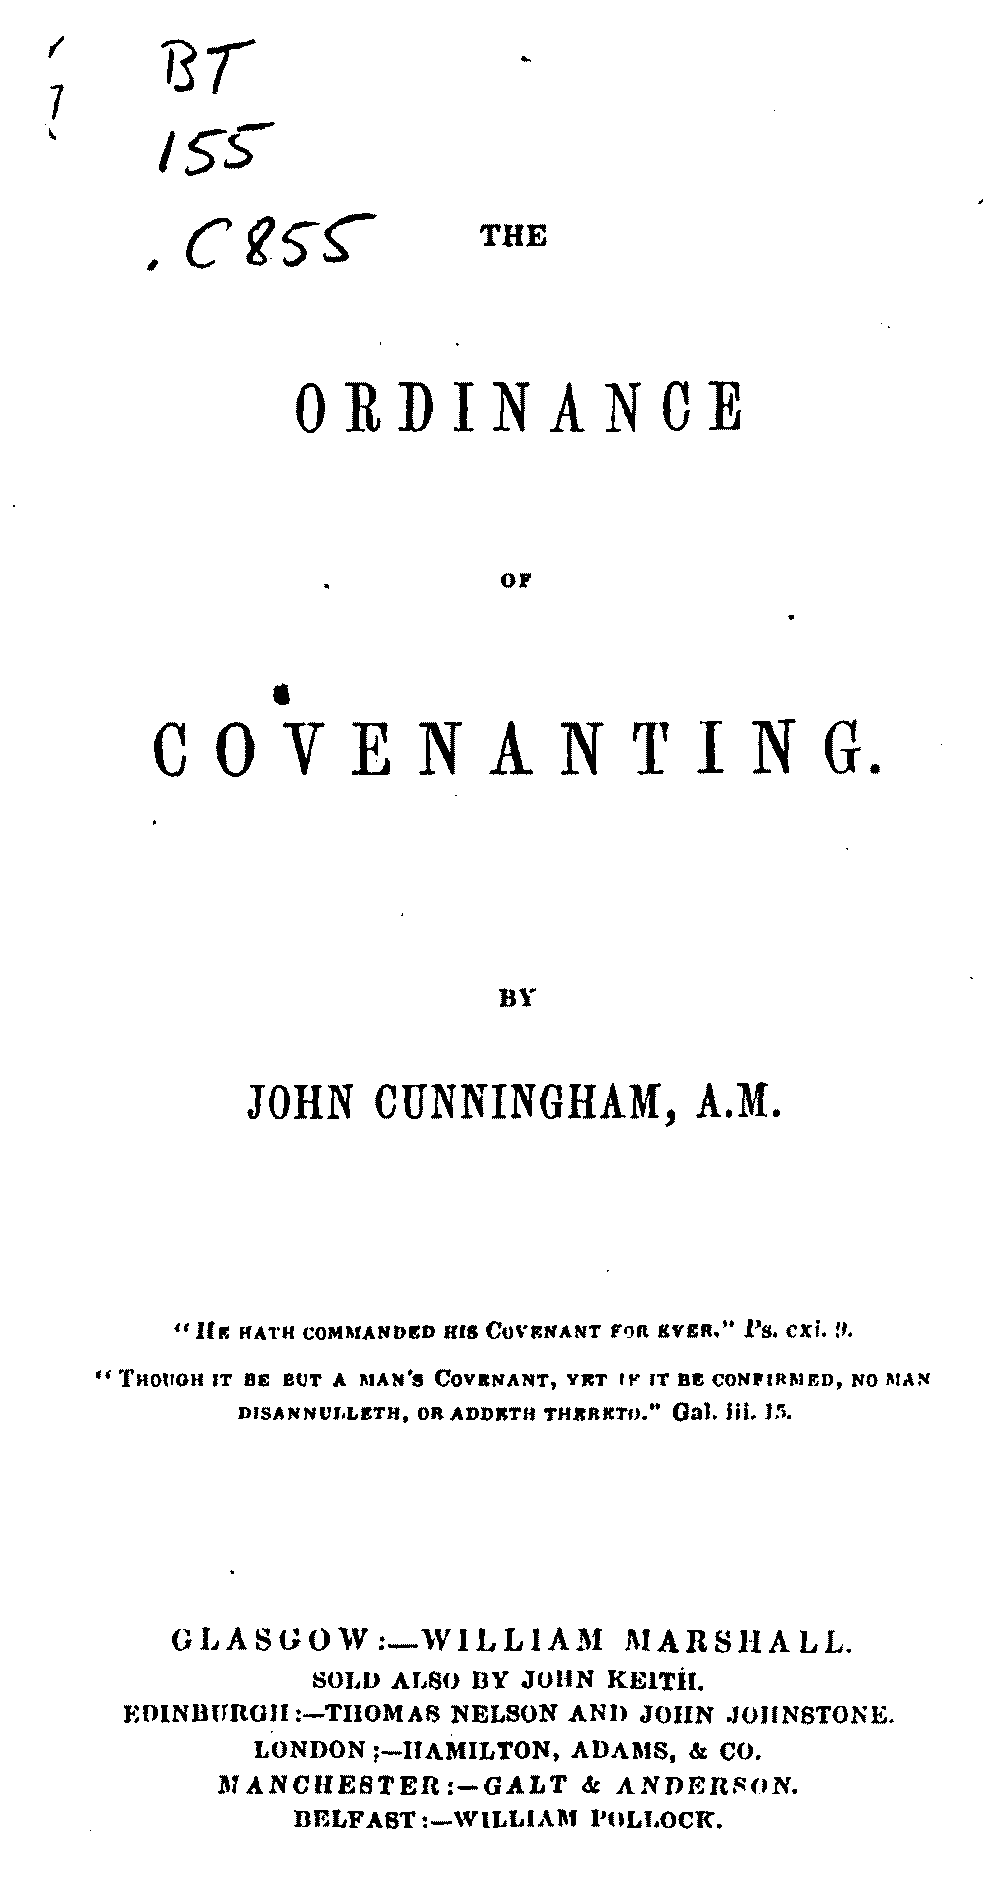 BT
155
.C855
THE
ORDINANCE
OF
COVENANTING.
BY
JOHN CUNNINGHAM, A.M.
"HE HATH COMMANDED HIS COVENANT FOR EVER." Ps. cxi. 9.
"THOUGH IT BE BUT A MAN'S COVENANT, YET IF IT BE CONFIRMED, NO MAN
DISANNULLETH, OR ADDETH THERETO." Gal. iii. 15.
GLASGOW:—WILLIAM MARSHALL.
SOLD ALSO BY JOHN KEITH.
EDINBURGH:—THOMAS NELSON AND JOHN JOHNSTONE.
LONDON:—HAMILTON, ADAMS, & CO.
MANCHESTER:—GALT & ANDERSON.
BELFAST:—WILLIAM POLLOCK.